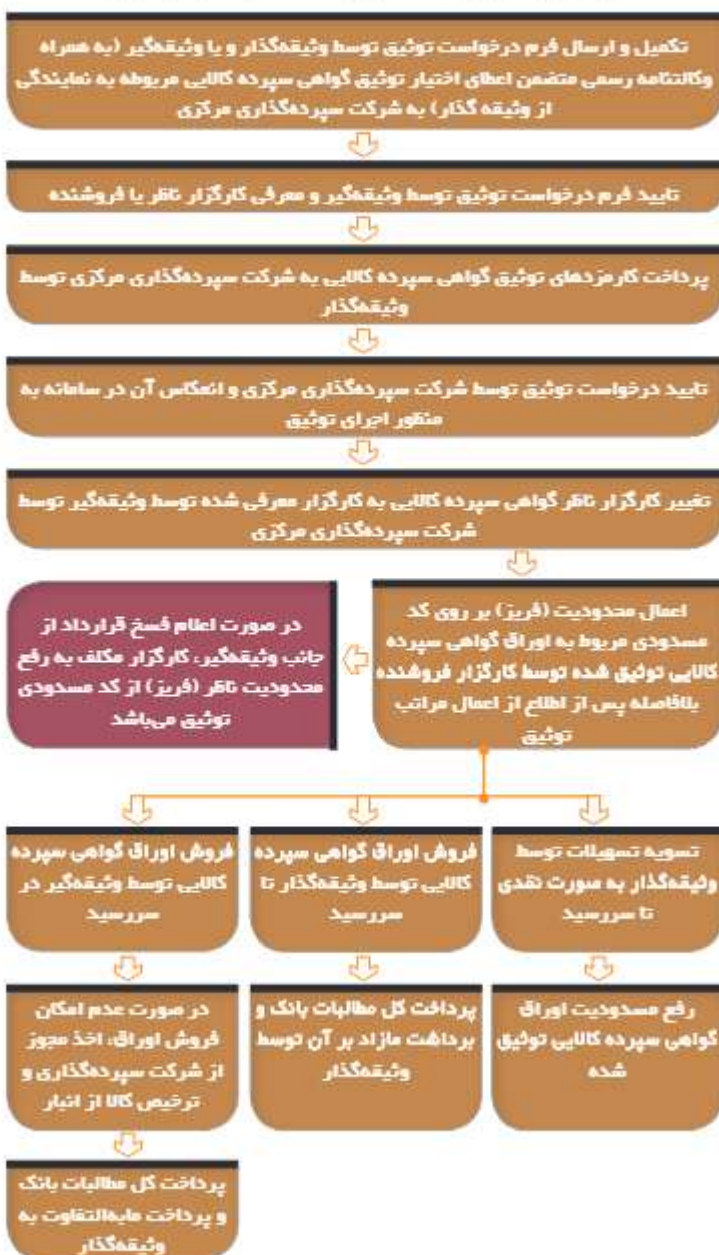 تکمیل و ارسال فرم درخواست توثیق توسط وثیقه‌گذار و یا وثیقه‌گیر (به همراه
وکالتنامه رسمی متضمن اعطای اختیار توثیق گواهی سپرده کالایی مربوطه به نمایندگی
از وثیقه گذار) به شرکت سپرده‌گذاری مرکزی
تایید فرم درخواست توثیق توسط وثیقه‌گیر و معرفی کارگزار ناظر یا فروشنده
پرداخت کارمزدهای توثیق گواهی سپرده کالایی به شرکت سپرده‌گذاری مرکزی توسط
وثیقه‌گذار
تایید درخواست توثیق توسط شرکت سپرده‌گذاری مرکزی و انعکاس آن در سامانه به
منظور اجرای توثیق
تغییر کارگزار ناظر گواهی سپرده کالایی به کارگزار معرفی شده توسط وثیقه‌گیر توسط
شرکت سپرده‌گذاری مرکزی
اعمال محدودیت (فریز) بر روی کد
مسدودی مربوط به اوراق گواهی سپرده
کالایی توثیق شده توسط کارگزار فروشنده
بلافاصله پس از اطلاع از اعمال مراتب
توثیق
در صورت اعلام فسخ قرارداد از
جانب وثیقه‌گیر، کارگزار مکلف به رفع
محدودیت ناظر (فریز) از کد مسدودی
توثیق می‌باشد
تسویه تسهیلات توسط
وثیقه‌گذار به صورت نقدی
تا سررسید
فروش اوراق گواهی سپرده
کالایی توسط وثیقه‌گذار تا
سررسید
فروش اوراق گواهی سپرده
کالایی توسط وثیقه‌گیر در
سررسید
رفع مسدودیت اوراق
گواهی سپرده کالایی توثیق
شده
پرداخت کل مطالبات بانک و
برداشت مازاد بر آن توسط
وثیقه‌گذار
در صورت عدم امکان
فروش اوراق، اخذ مجوز
از شرکت سپرده‌گذاری و
ترخیص کالا از انبار
پرداخت کل مطالبات بانک
و پرداخت مابه‌التفاوت به
وثیقه‌گذار